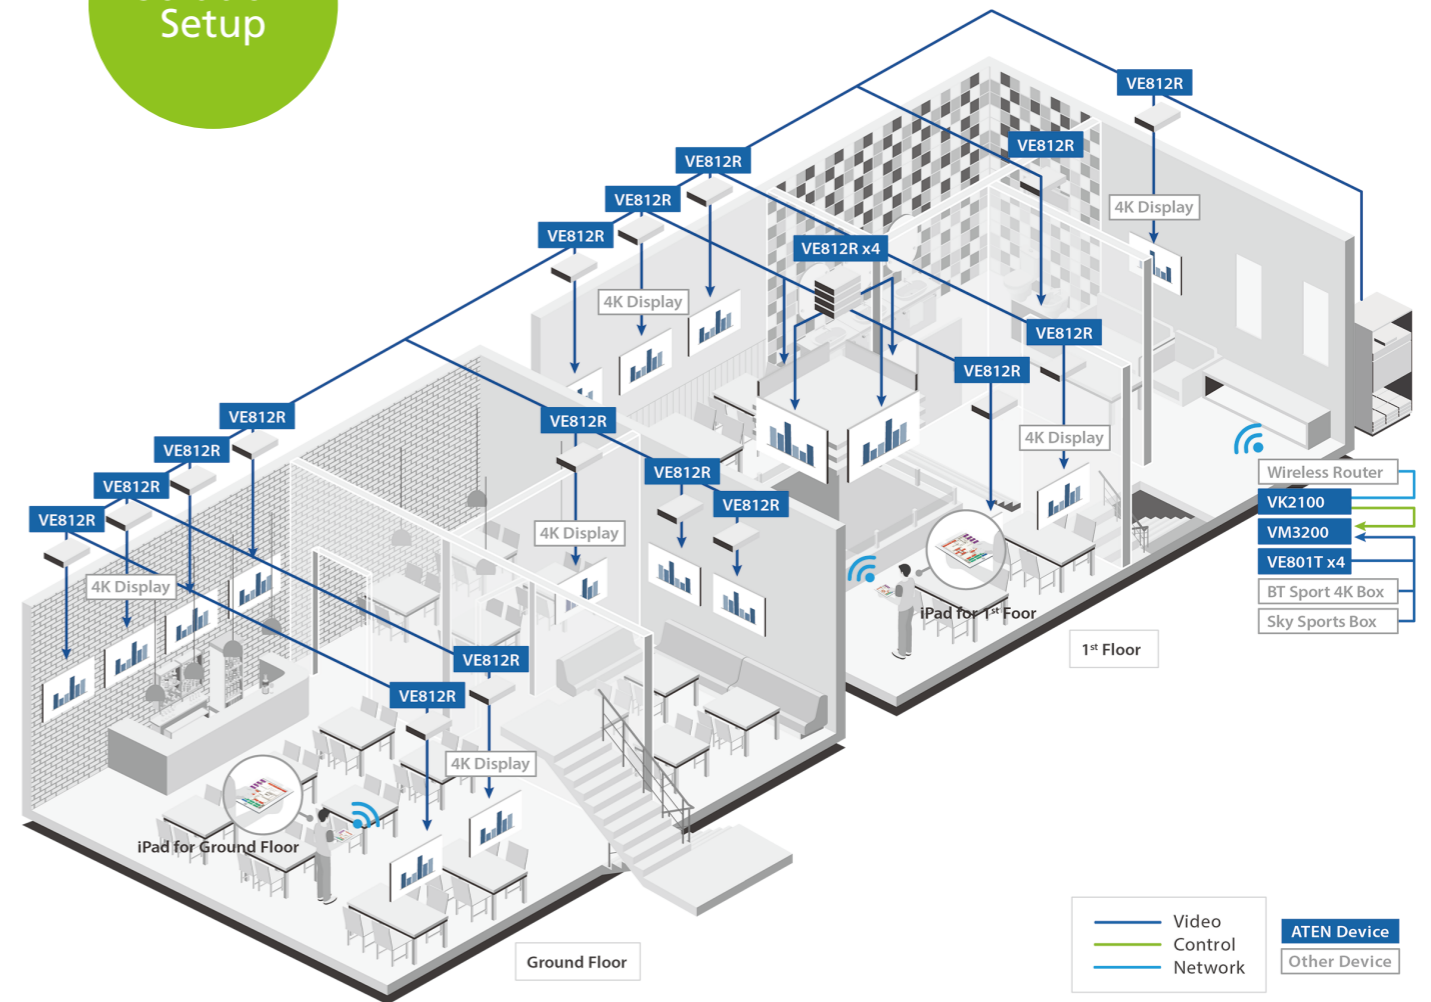 Setup
VE812R
VE812R
VE812R
4K Display
VE812R
VE812R
VE812R x4
4K Display
VE812R
VE812R
VE812R
VE812R
VE812R
4K Display
VE812R
VE812R
VE812R
VE812R
VE812R
4K Display
4K Display
VE812R
VE812R
4K Display
Wireless Router
VK2100
VM3200
VE801T x4
BT Sport 4K Box
Sky Sports Box
iPad for 1st Foor
1st Floor
iPad for Ground Floor
Ground Floor
Video
Control
Network
ATEN Device
Other Device